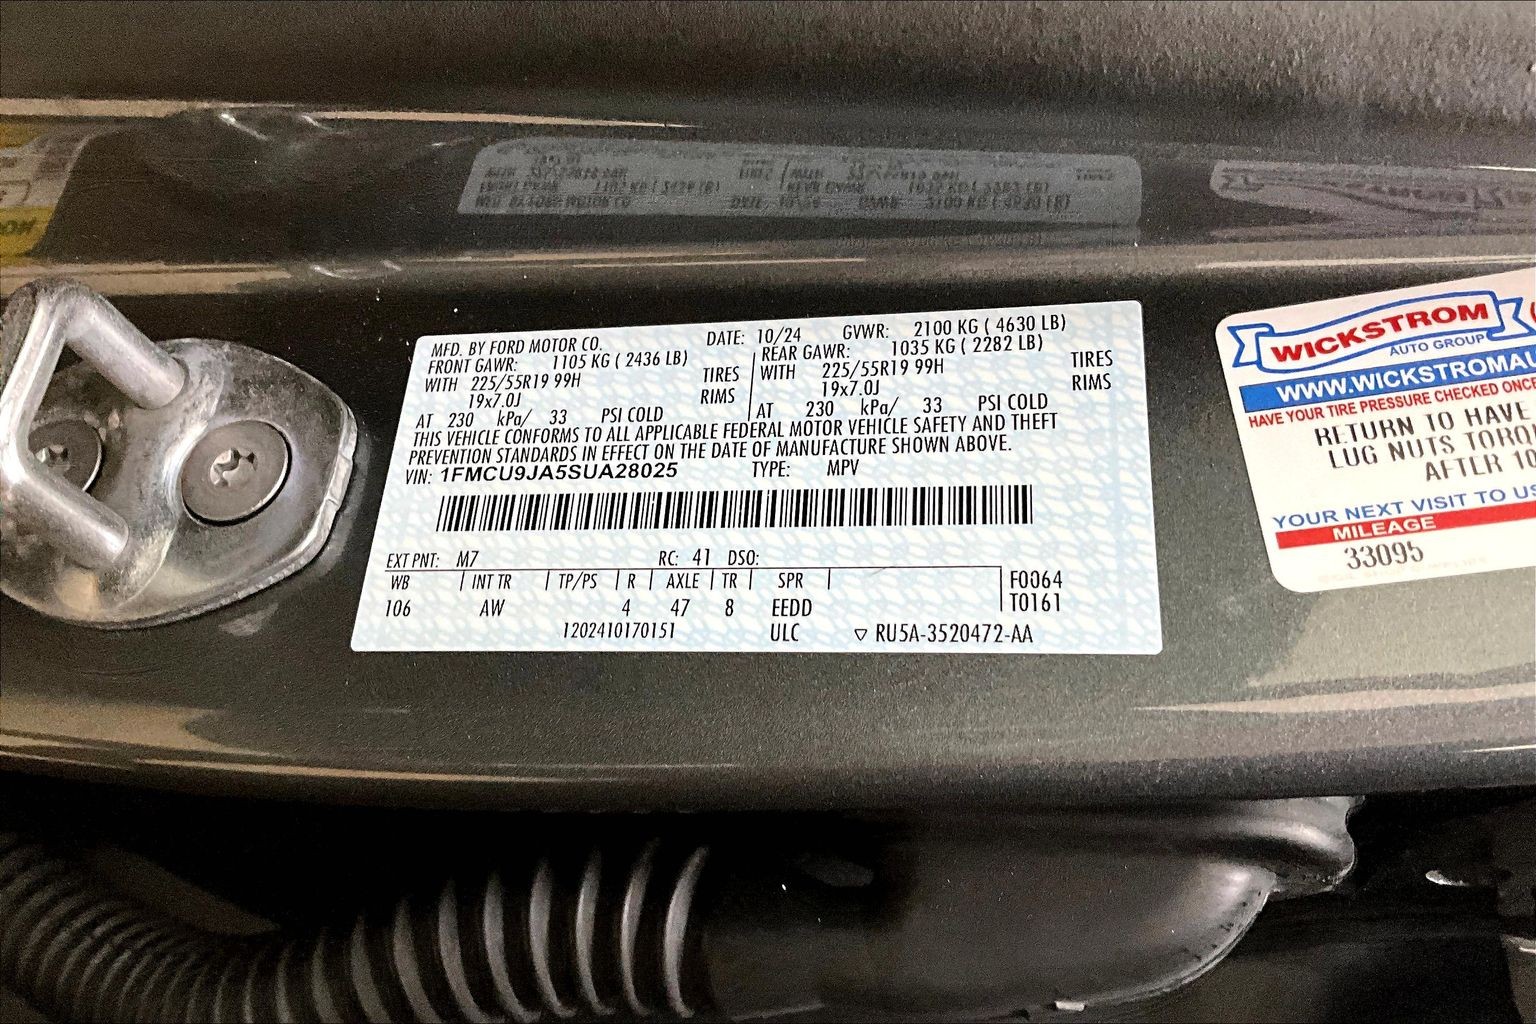 MFD. BY FORD MOTOR CO. DATE: 10/24 GVWR: 2100 KG ( 4630 LB)
FRONT GAWR: 1105 KG ( 2436 LB) REAR GAWR: 1035 KG ( 2282 LB)
WITH 225/55R19 99H TIRES WITH 225/55R19 99H TIRES
19x7.0J RIMS 19x7.0J RIMS
AT 230 kPa/ 33 PSI COLD AT 230 kPa/ 33 PSI COLD
THIS VEHICLE CONFORMS TO ALL APPLICABLE FEDERAL MOTOR VEHICLE SAFETY AND THEFT
PREVENTION STANDARDS IN EFFECT ON THE DATE OF MANUFACTURE SHOWN ABOVE.
VIN: 1FMCU9JA5SUA28025 TYPE: MPV
EXT PNT: M7 RC: 41 DSO:
WB INT TR TP/PS R AXLE TR SPR F0064
106 AW 4 47 8 EEDD T0161
1202410170151 ULC ▽ RU5A-3520472-AA
WICKSTROM
AUTO GROUP
WWW.WICKSTROMAU
HAVE YOUR TIRE PRESSURE CHECKED ONCE
RETURN TO HAVE
LUG NUTS TORQ
AFTER 10
YOUR NEXT VISIT TO US
MILEAGE
33095